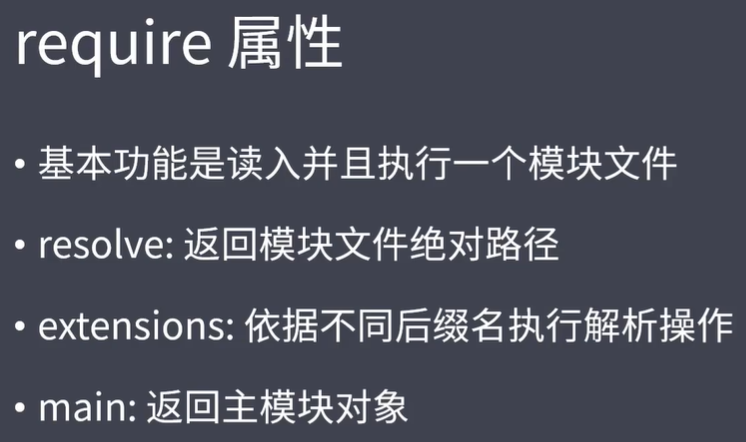 require 属性
• 基本功能是读入并且执行一个模块文件
• resolve: 返回模块文件绝对路径
• extensions: 依据不同后缀名执行解析操作
• main: 返回主模块对象